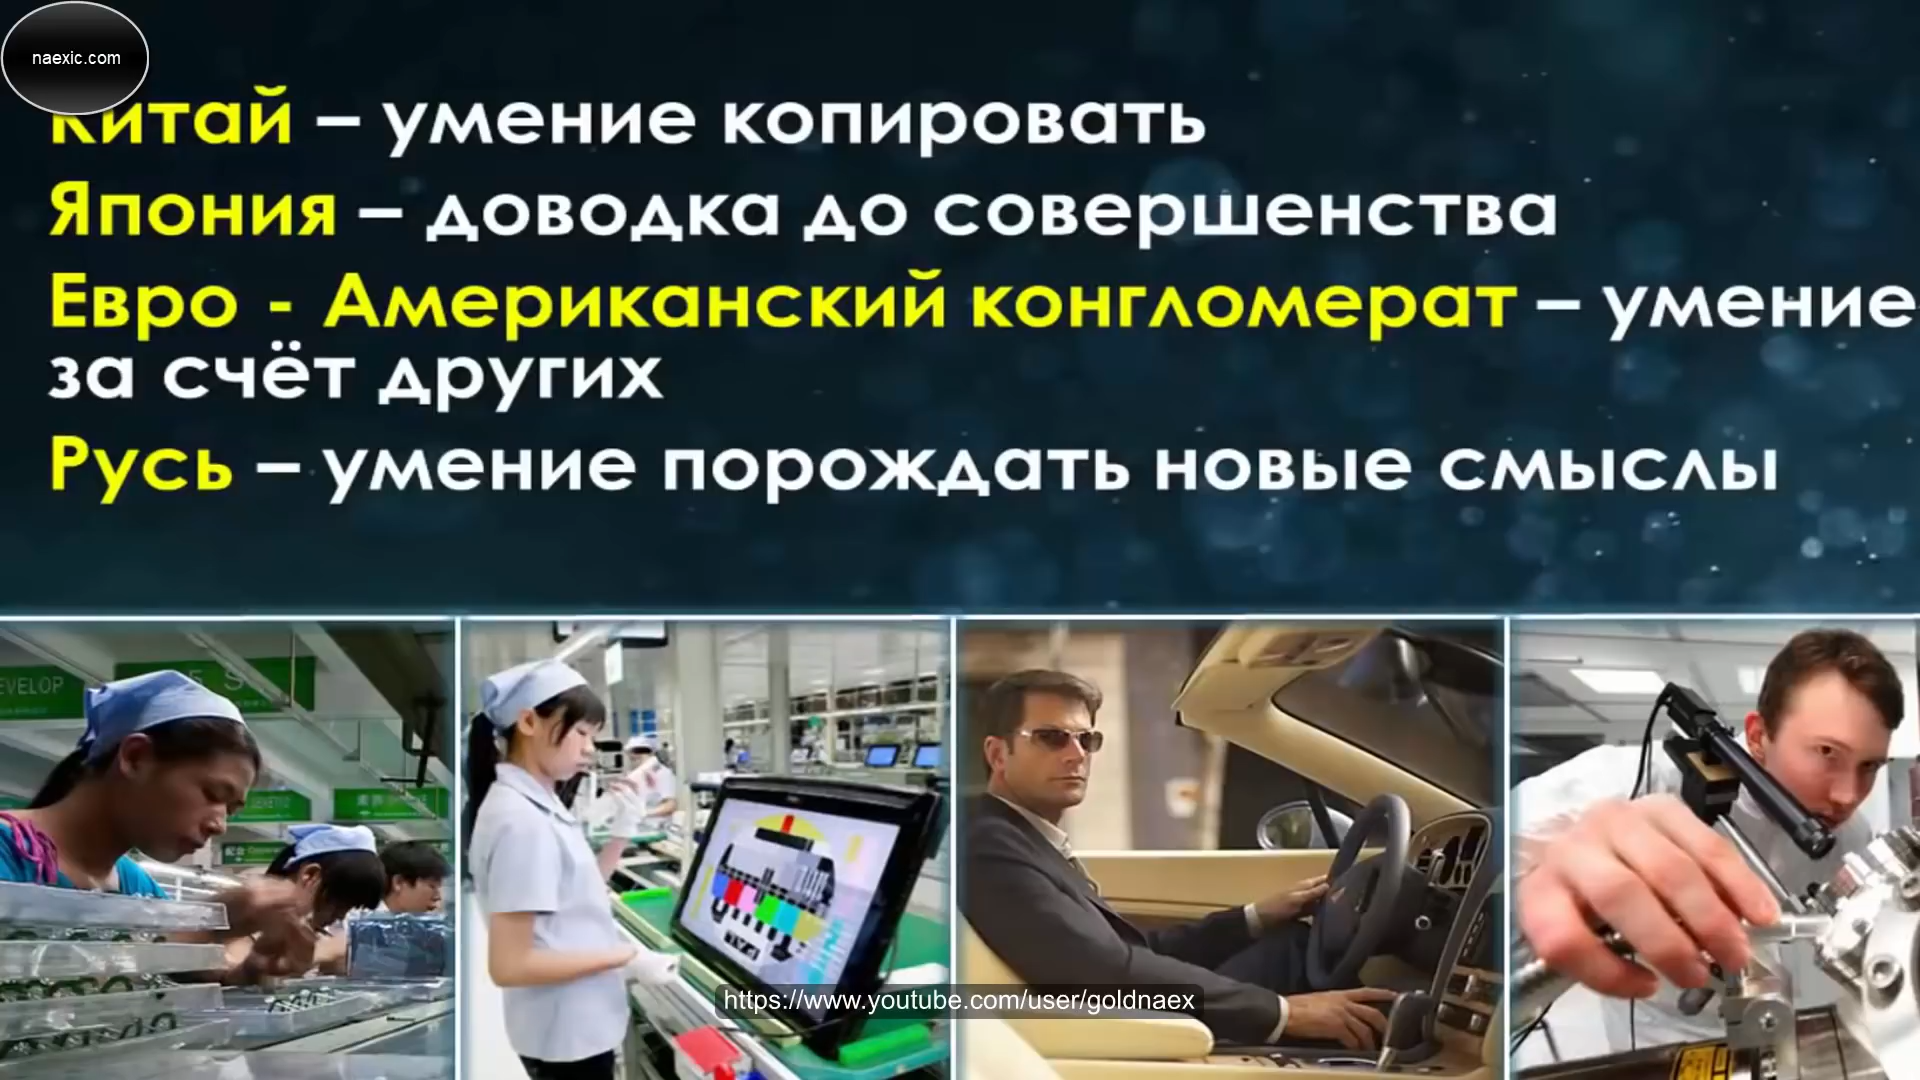 naexic.com
Китай – умение копировать
Япония – доводка до совершенства
Евро - Американский конгломерат – умение
за счёт других
Русь – умение порождать новые смыслы
EVELOP
https://www.youtube.com/user/goldnaex